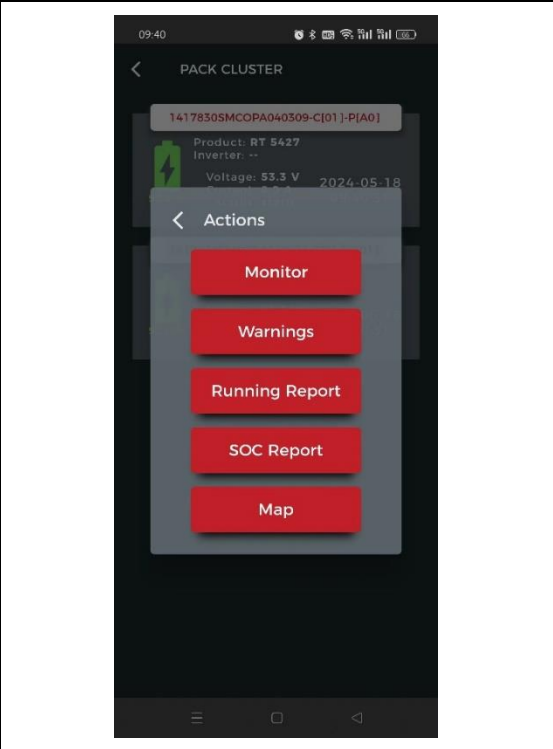 09:40
PACK CLUSTER
1417830SMCOPA040309-C[01]-P[A0]
Product: RT 5427
Inverter: --
Voltage: 53.3 V
2024-05-18
Actions
Monitor
Warnings
Running Report
SOC Report
Map